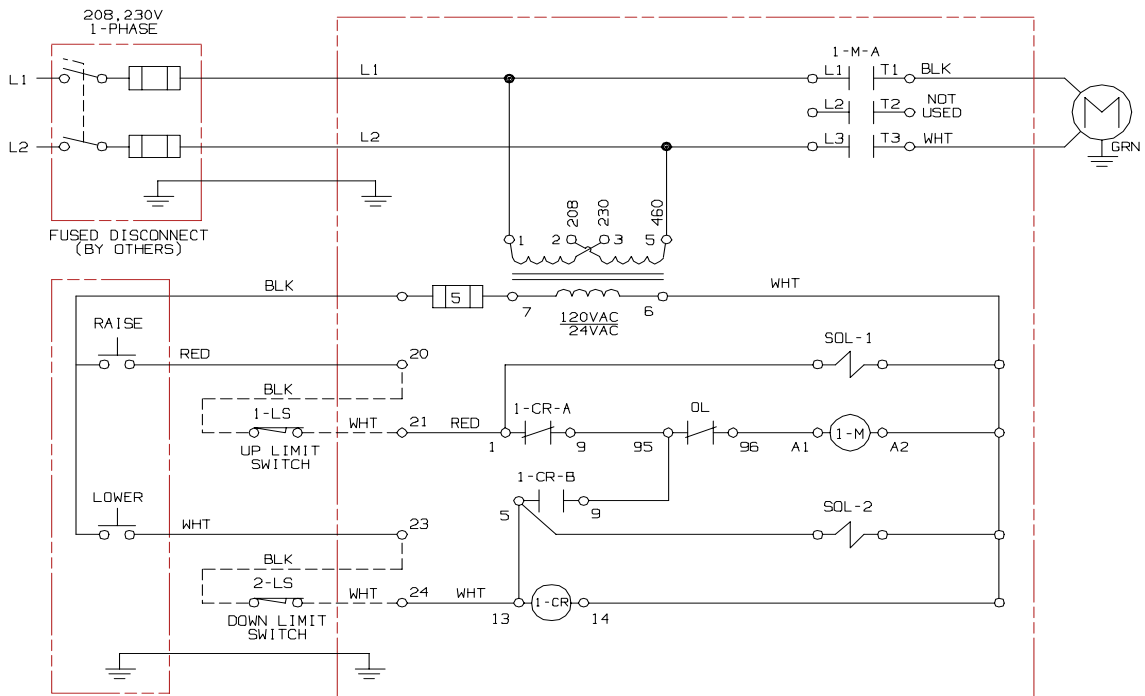 208,230V
1-PHASE
L1
L1
1-M-A
L1
T1
BLK
L2
T2
NOT
USED
L2
L2
L3
T3
WHT
GRN
208
230
460
1
2
3
5
FUSED DISCONNECT
(BY OTHERS)
BLK
5
7
6
WHT
120VAC
24VAC
RAISE
RED
20
SOL-1
BLK
1-LS
WHT
21
RED
1
1-CR-A
9
95
OL
96
A1
1-M
A2
UP LIMIT
SWITCH
1-CR-B
5
9
LOWER
WHT
23
SOL-2
BLK
2-LS
WHT
24
WHT
13
1-CR
14
DOWN LIMIT
SWITCH